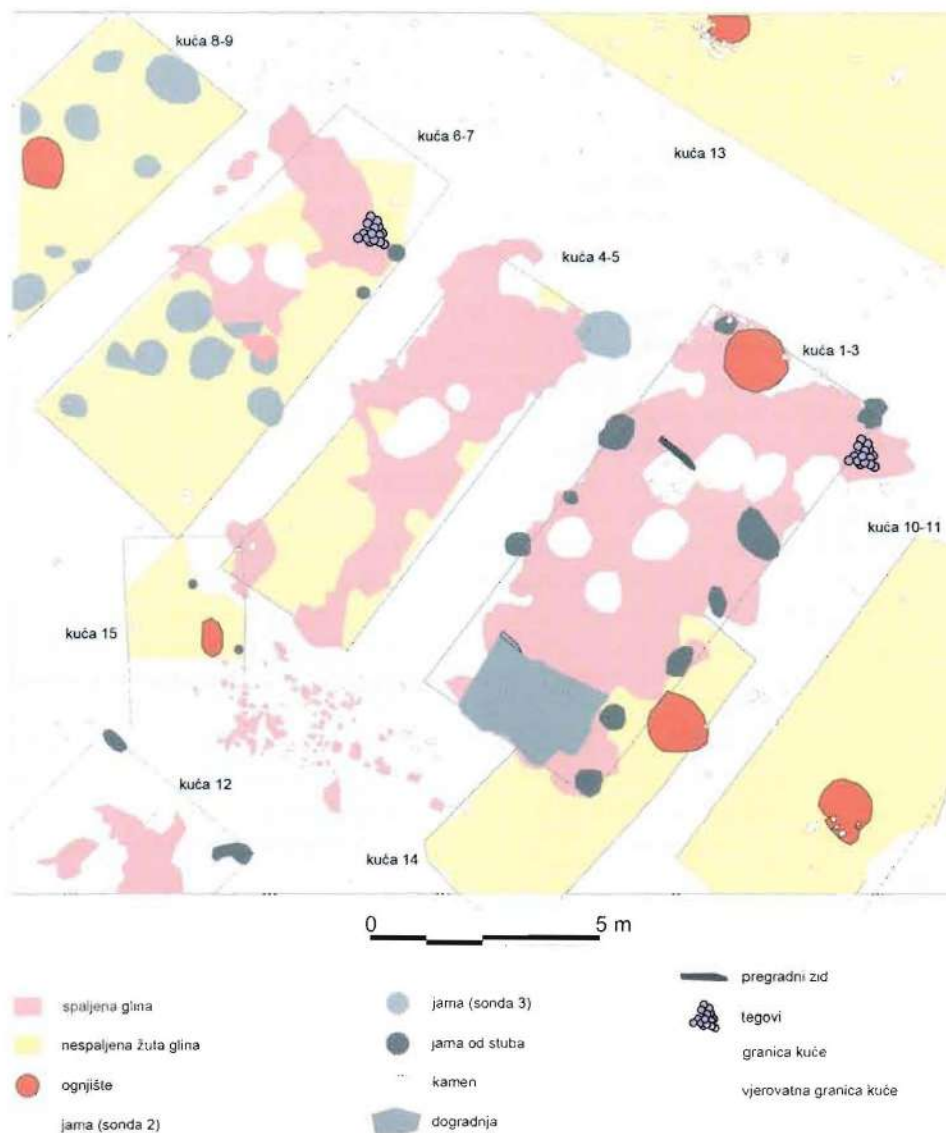 kuća 8-9
kuća 6-7
kuća 13
kuća 4-5
kuća 1-3
kuća 10-11
kuća 15
kuća 12
kuća 14
0 5 m
spaljena glina
nespaljena žuta glina
ognjište
jama (sonda 2)
jama (sonda 3)
jama od stuba
kamen
dogradnja
pregradni zid
tegovi
granica kuće
vjerovatna granica kuće